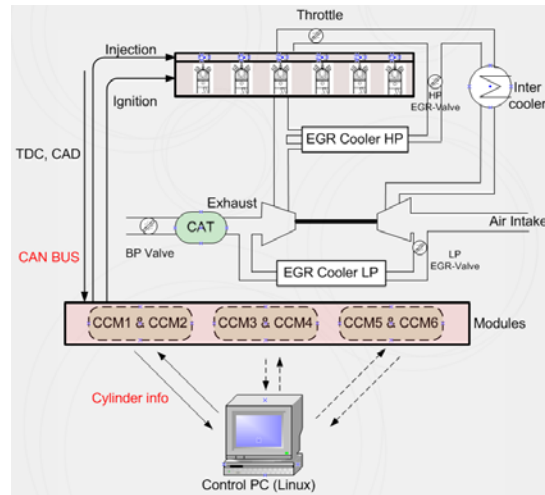 Throttle
Injection
Ignition
HP
EGR-Valve
Inter
cooler
TDC, CAD
EGR Cooler HP
Exhaust
CAT
Air Intake
CAN BUS
BP Valve
EGR Cooler LP
LP
EGR-Valve
CCM1 & CCM2
CCM3 & CCM4
CCM5 & CCM6
Modules
Cylinder info
Control PC (Linux)